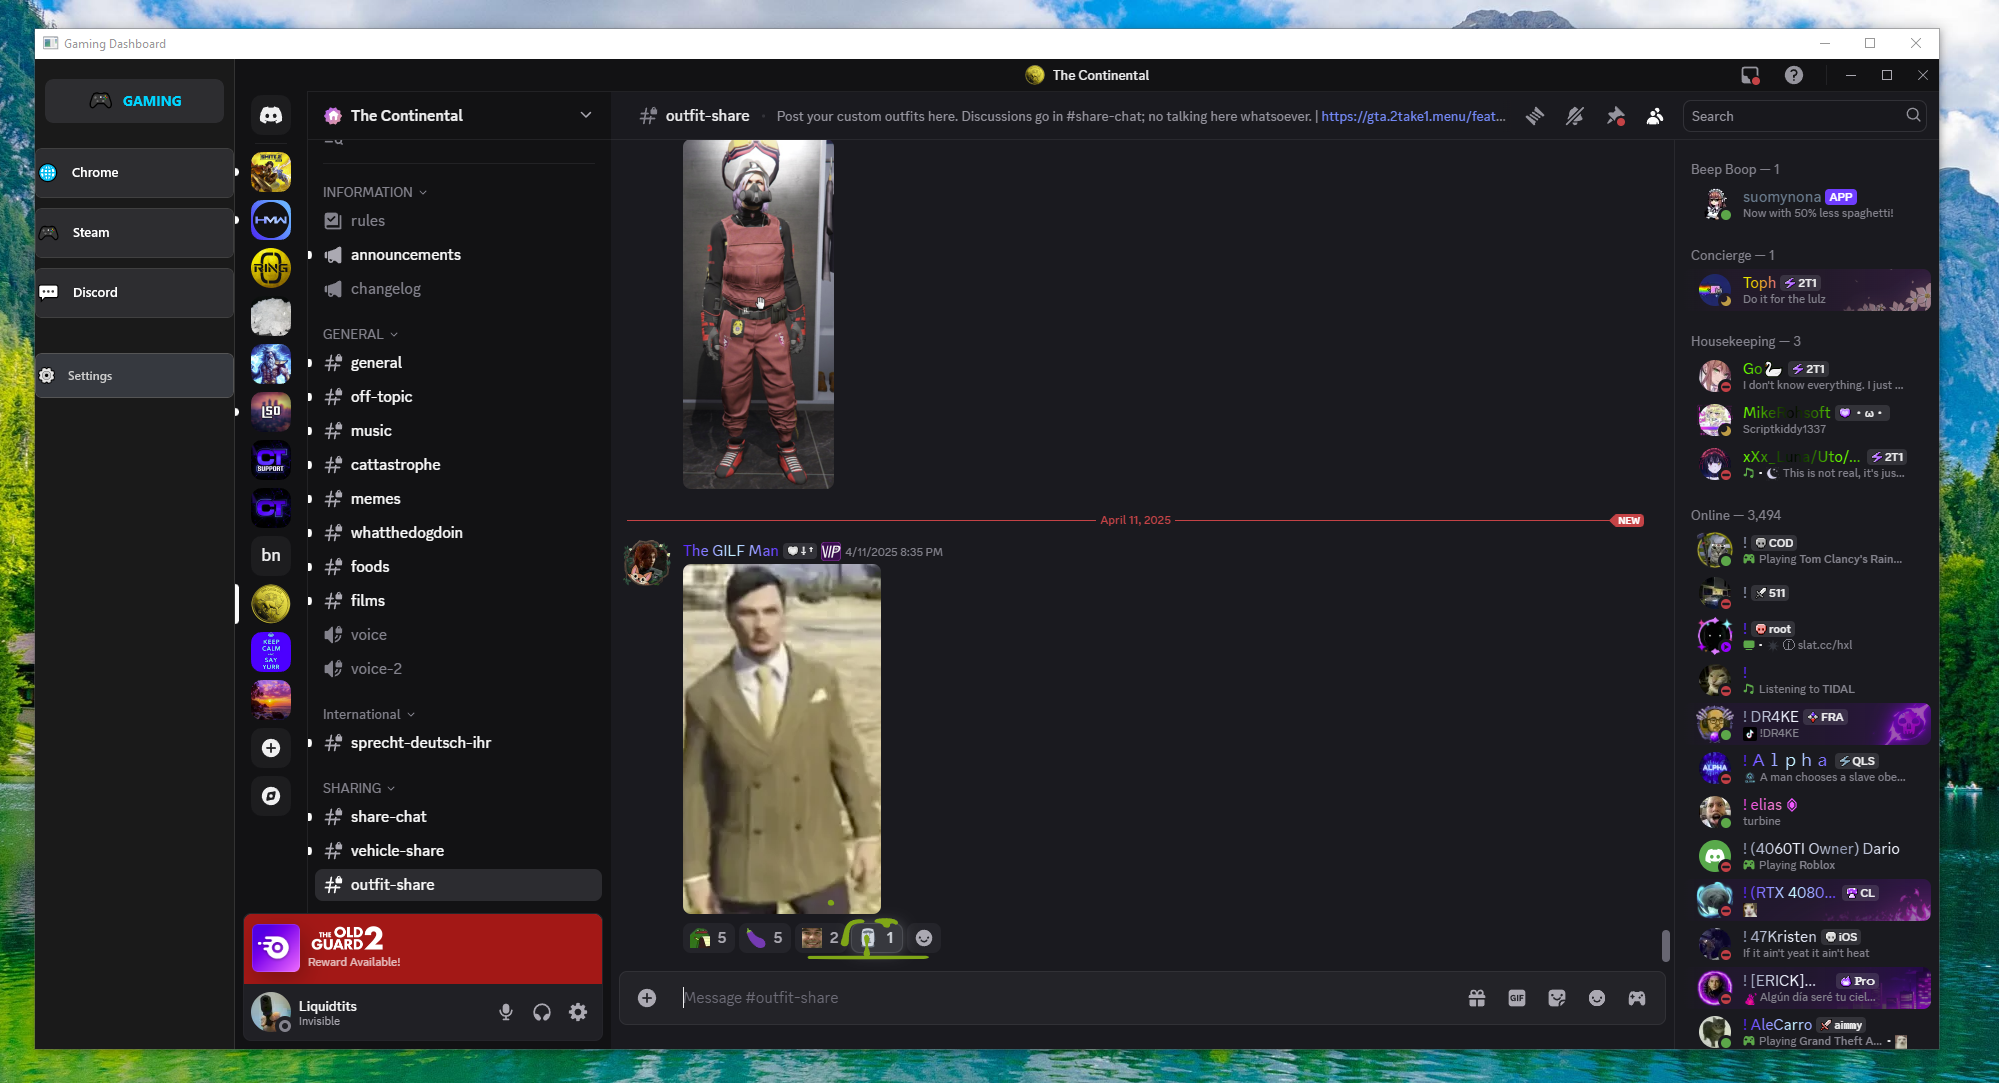 Gaming Dashboard
GAMING
Chrome
Steam
Discord
Settings
The Continental
The Continental
INFORMATION
rules
announcements
changelog
GENERAL
general
off-topic
music
cattastrophe
memes
whatthedogdoin
foods
films
voice
voice-2
International
sprecht-deutsch-ihr
SHARING
share-chat
vehicle-share
outfit-share
SMITE
HMW
RING
LSD
CT SUPPORT
CT
bn
KEEP
CALM
AND
SAY
YURR
THE OLD GUARD 2
Reward Available!
Liquidtits
Invisible
outfit-share
Post your custom outfits here. Discussions go in #share-chat; no talking here whatsoever. | https://gta.2take1.menu/feat...
Search
April 11, 2025
NEW
The GILF Man VIP 4/11/2025 8:35 PM
5 5 2 1
Message #outfit-share
GIF
Beep Boop — 1
suomynona APP
Now with 50% less spaghetti!
Concierge — 1
Toph 2T1
Do it for the lulz
Housekeeping — 3
Go 2T1
I don't know everything. I just ...
Mike soft • ω •
Scriptkiddy1337
xXx_Luna/Uto/... 2T1
This is not real, it's jus...
Online — 3,494
! COD
Playing Tom Clancy's Rain...
! 511
! root
slat.cc/hxl
!
Listening to TIDAL
! DR4KE FRA
!DR4KE
ALPHA
! A l p h a QLS
A man chooses a slave obe...
! elias
turbine
! (4060TI Owner) Dario
Playing Roblox
! (RTX 4080... CL
! 47Kristen iOS
If it ain't yeat it ain't heat
! [ERICK]... Pro
Algún día seré tu ciel...
! AleCarro aimmy
Playing Grand Theft A...